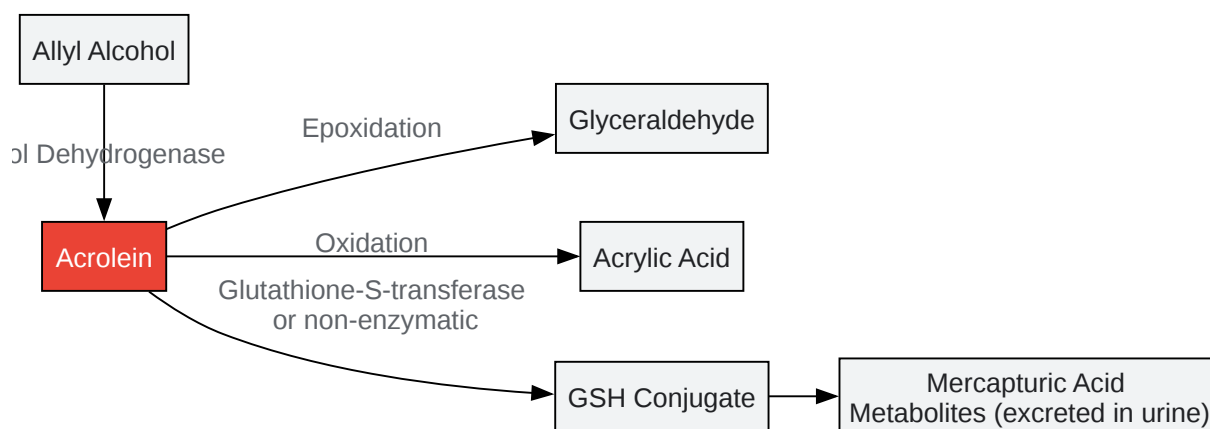 Allyl Alcohol
ol Dehydrogenase
Epoxidation
Glyceraldehyde
Acrolein
Oxidation
Acrylic Acid
Glutathione-S-transferase
or non-enzymatic
GSH Conjugate
Mercapturic Acid
Metabolites (excreted in urine)